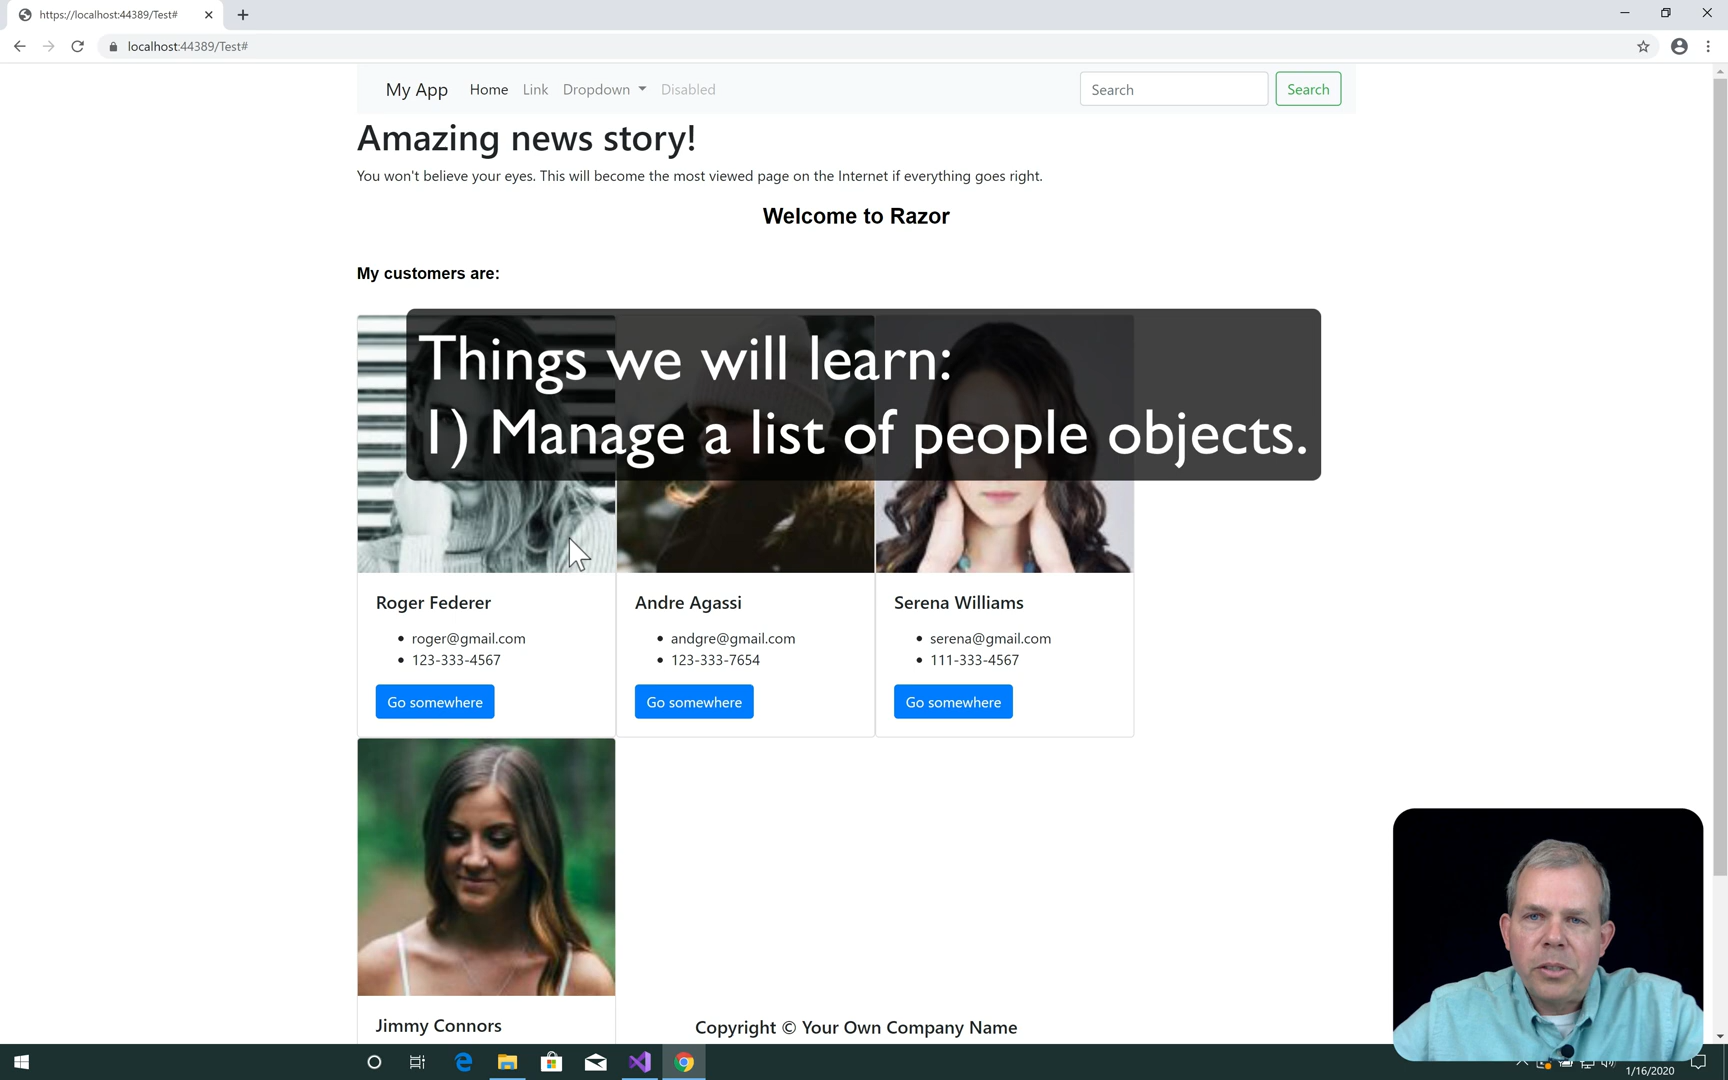 https://localhost:44389/Test#
localhost:44389/Test#
My App Home Link Dropdown Disabled Search Search
Amazing news story!
You won't believe your eyes. This will become the most viewed page on the Internet if everything goes right.
Welcome to Razor
My customers are:
Things we will learn:
1) Manage a list of people objects.
Roger Federer
roger@gmail.com
123-333-4567
Go somewhere
Andre Agassi
andgre@gmail.com
123-333-7654
Go somewhere
Serena Williams
serena@gmail.com
111-333-4567
Go somewhere
Jimmy Connors
Copyright © Your Own Company Name
1/16/2020